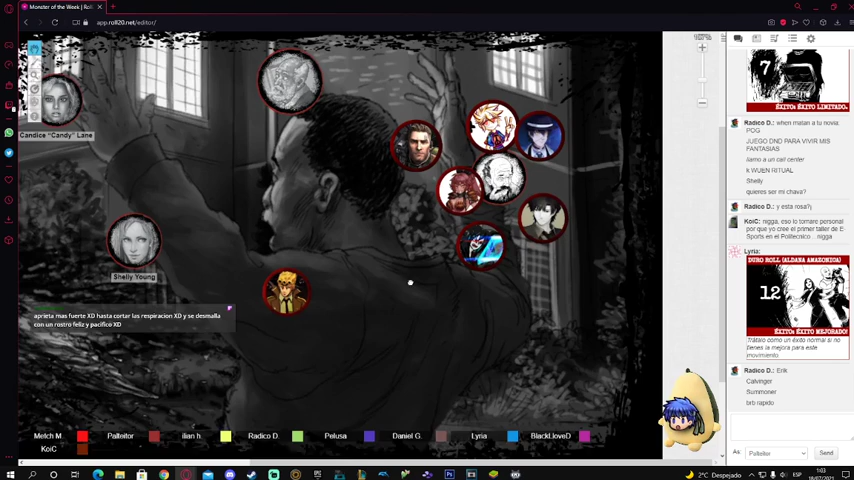 Monster of the Week | Roll
app.roll20.net/editor/
Candice "Candy" Lane
Shelly Young
aprieta mas fuerte XD hasta cortar las respiracion XD y se desmalla
con un rostro feliz y pacifico XD
Metch M.
Palteitor
ilian h.
Radico D.
Pelusa
Daniel G.
Lyria
BlackLoveD
KoiC
7
ÉXITO: ÉXITO LIMITADO.
Radico D.: when matan a tu novia:
POG
JUEGO DND PARA VIVIR MIS
FANTASIAS
llamo a un call center
k WUEN RITUAL
Shelly
quieres ser mi chava?
Radico D.: y esta rosa?¡
KoiC: nigga, eso lo tomare personal
por que yo cree el primer taller de E-
Sports en el Politecnico .. nigga
Lyria:
DURO ROLL (ALDANA AMAZONICA)
12
ÉXITO: ÉXITO MEJORADO!
Trátalo como un éxito normal si no
tienes la mejora para este
movimiento
Radico D.: Erik
Calvinger
Summoner
brb rapido
As:
Palteitor
Send
2°C Despejado
ESP
1:03
18/07/2021